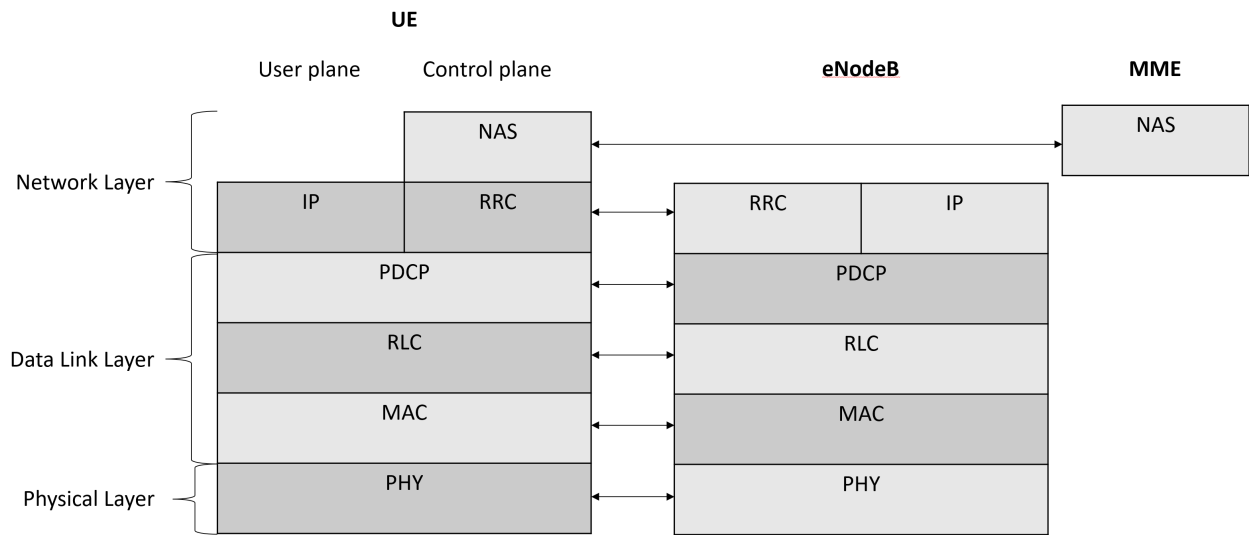 UE
User plane
Control plane
eNodeB
MME
NAS
NAS
Network Layer
IP
RRC
RRC
IP
PDCP
PDCP
Data Link Layer
RLC
RLC
MAC
MAC
Physical Layer
PHY
PHY